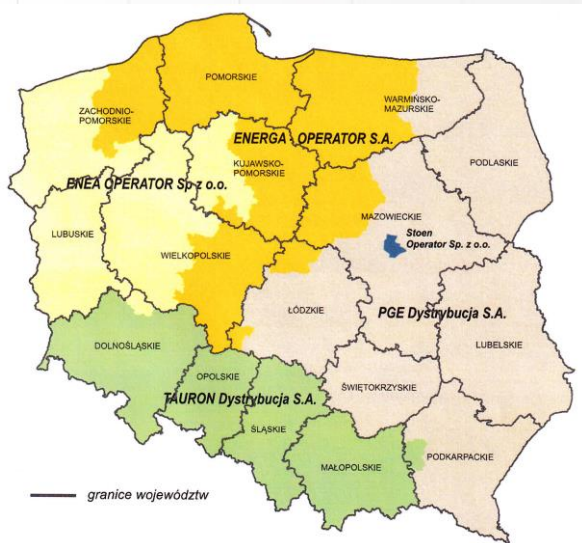 POMORSKIE
ZACHODNIO-
POMORSKIE
WARMIŃSKO-
MAZURSKIE
ENERGA - OPERATOR S.A.
KUJAWSKO-
POMORSKIE
PODLASKIE
ENEA OPERATOR Sp z o.o.
MAZOWIECKIE
LUBUSKIE
Stoen
Operator Sp. z o.o.
WIELKOPOLSKIE
ŁÓDZKIE
PGE Dystrybucja S.A.
LUBELSKIE
DOLNOŚLĄSKIE
OPOLSKIE
ŚWIĘTOKRZYSKIE
TAURON Dystrybucja S.A.
ŚLĄSKIE
MAŁOPOLSKIE
PODKARPACKIE
granice województw